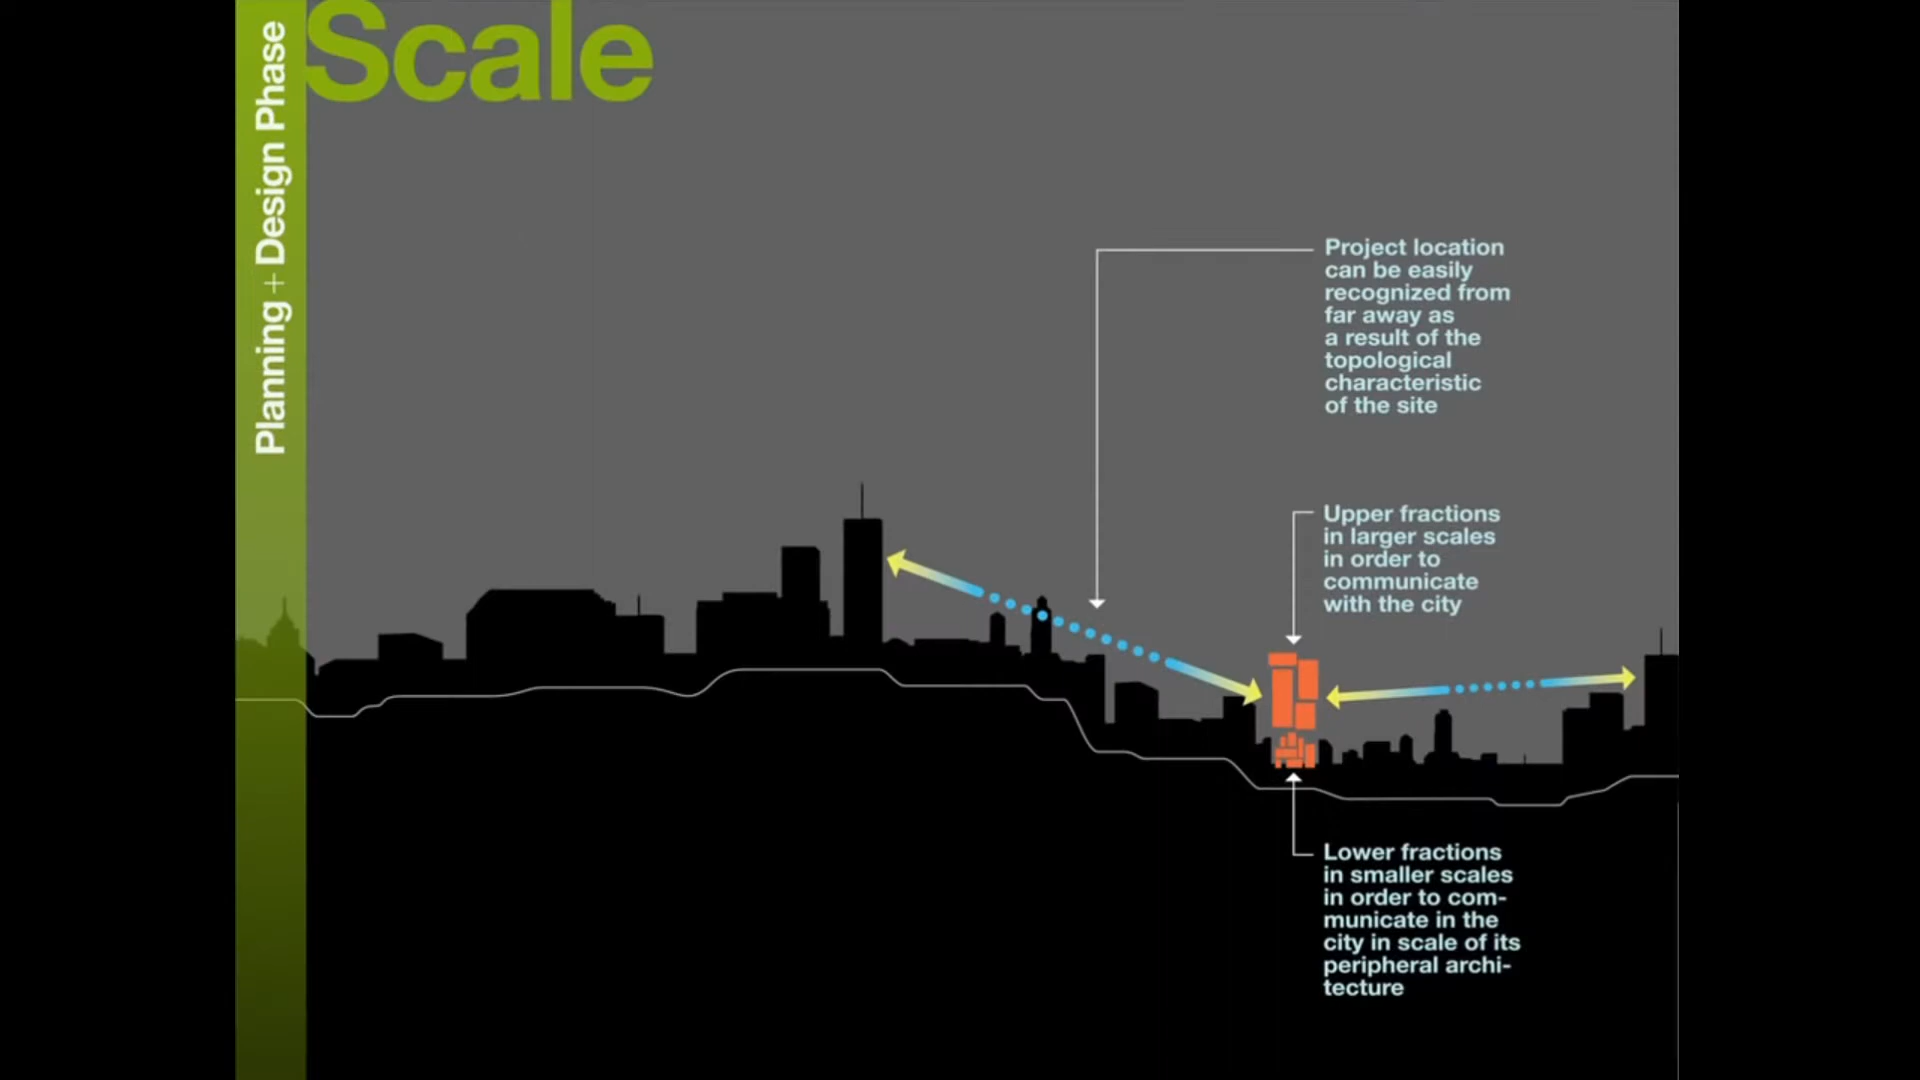 Scale
Planning + Design Phase
Project location
can be easily
recognized from
far away as
a result of the
topological
characteristic
of the site
Upper fractions
in larger scales
in order to
communicate
with the city
Lower fractions
in smaller scales
in order to com-
municate in the
city in scale of its
peripheral archi-
tecture